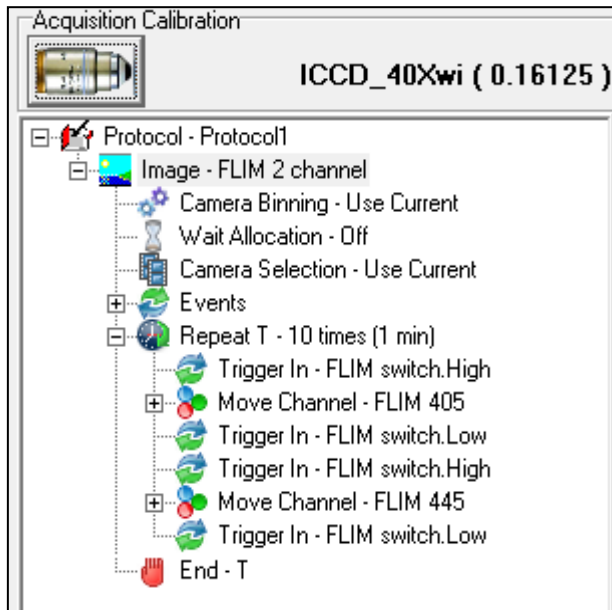 Acquisition Calibration
ICCD_40Xwi ( 0.16125 )
Protocol - Protocol1
Image - FLIM 2 channel
Camera Binning - Use Current
Wait Allocation - Off
Camera Selection - Use Current
Events
Repeat T - 10 times (1 min)
Trigger In - FLIM switch.High
Move Channel - FLIM 405
Trigger In - FLIM switch.Low
Trigger In - FLIM switch.High
Move Channel - FLIM 445
Trigger In - FLIM switch.Low
End - T